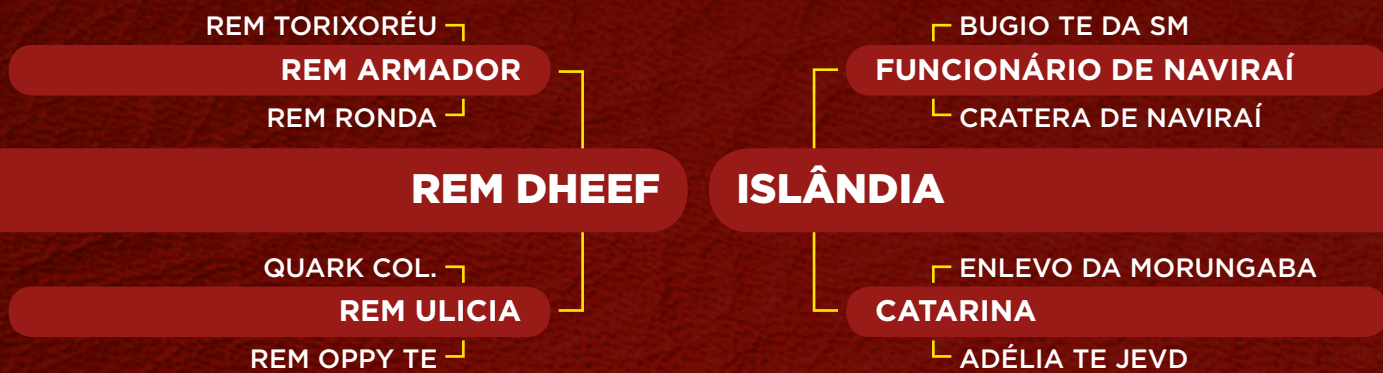 REM TORIXORÉU
REM ARMADOR
REM RONDA
REM DHEEF
QUARK COL.
REM ULICIA
REM OPPY TE
BUGIO TE DA SM
FUNCIONÁRIO DE NAVIRAÍ
CRATERA DE NAVIRAÍ
ISLÂNDIA
ENLEVO DA MORUNGABA
CATARINA
ADÉLIA TE JEVD